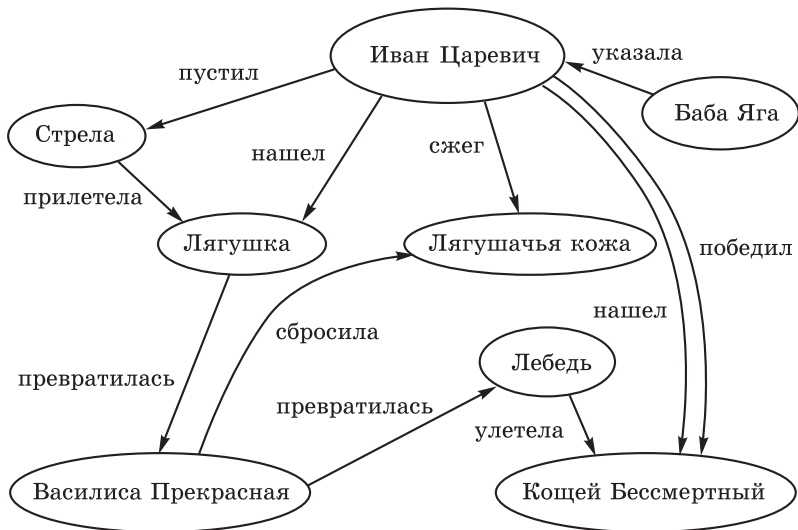 Иван Царевич
указала
пустил
Баба Яга
Стрела
нашел
сжег
прилетела
Лягушка
Лягушачья кожа
победил
нашел
сбросила
Лебедь
превратилась
превратилась
улетела
Василиса Прекрасная
Кощей Бессмертный